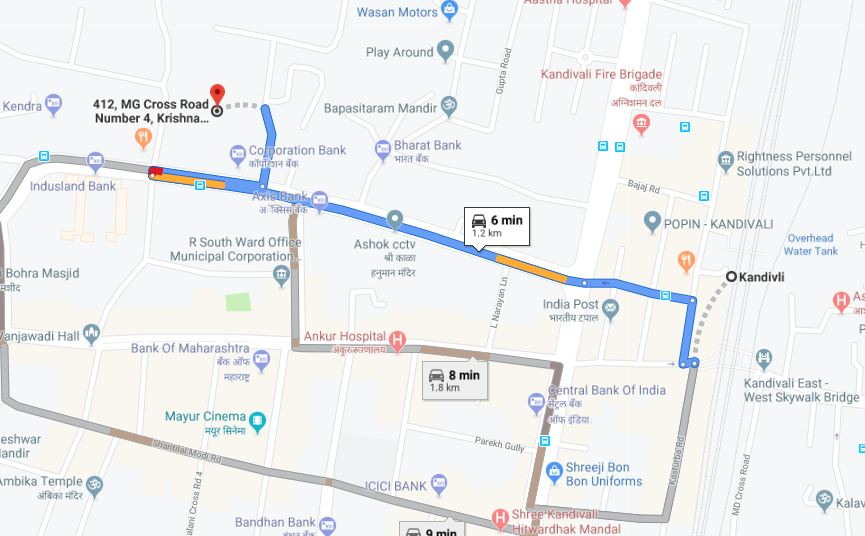 Aastha Hospital
Wasan Motors
Play Around
Gupta Road
Kandivali Fire Brigade
कांदिवली
अग्निशमन दल
Kendra
412, MG Cross Road
Number 4, Krishna...
Bapasitaram Mandir
Corporation Bank
कॉर्पोरेशन बँक
Bharat Bank
भारत बँक
Rightness Personnel
Solutions Pvt.Ltd
Indusland Bank
Bajaj Rd
Axis Bank
अ‍ॅक्सिस बँक
6 min
1.2 km
POPIN - KANDIVALI
Overhead
Water Tank
R South Ward Office
Municipal Corporation...
Ashok cctv
श्री काळा
हनुमान मंदिर
Kandivli
Bohra Masjid
मशीद
L Narayan Ln
India Post
भारतीय टपाल
Vanjawadi Hall
Ankur Hospital
अंकुर रुग्णालय
Bank Of Maharashtra
बँक ऑफ
महाराष्ट्र
8 min
1.8 km
Central Bank Of India
सेंट्रल बँक
ऑफ इंडिया
Kandivali East -
West Skywalk Bridge
Mayur Cinema
मयूर सिनेमा
Parekh Gully
Shantilal Modi Rd
Kasturba Rd
MD Cross Road
Shreeji Bon
Bon Uniforms
Ambika Temple
अंबिका मंदिर
ICICI BANK
Bandhan Bank
Shree Kandivali
Hitwardhak Mandal
9 min